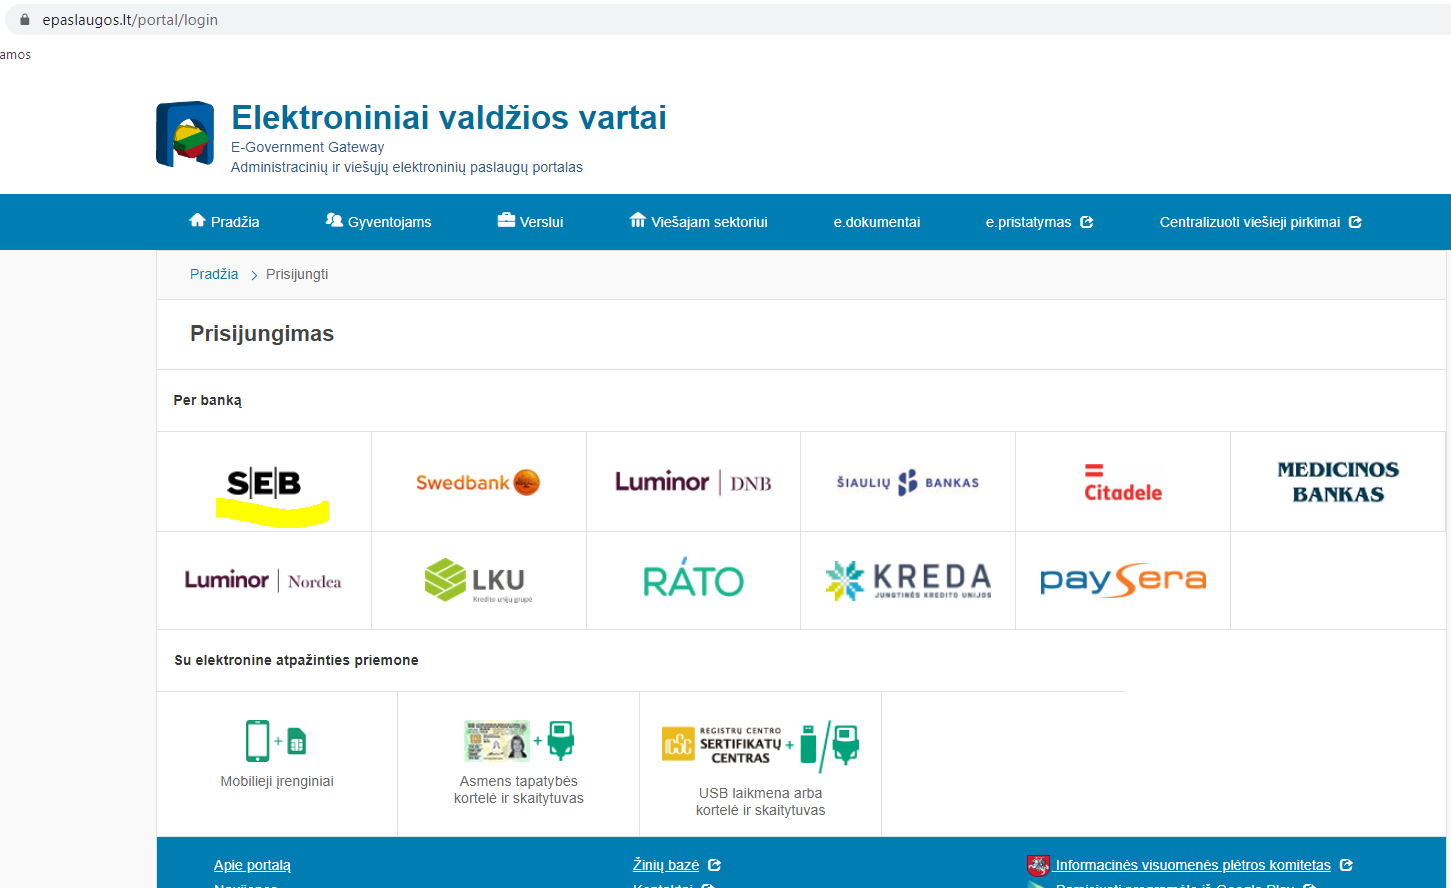 epaslaugos.lt/portal/login
amos
Elektroniniai valdžios vartai
E-Government Gateway
Administracinių ir viešųjų elektroninių paslaugų portalas
Pradžia Gyventojams Verslui Viešajam sektoriui e.dokumentai e.pristatymas Centralizuoti viešieji pirkimai
Pradžia > Prisijungti
Prisijungimas
Per banką
S|E|B Swedbank Luminor | DNB ŠIAULIŲ BANKAS Citadele MEDICINOS BANKAS
Luminor | Nordea LKU Kredito unijų grupė RÁTO KREDA JUNGTINĖS KREDITO UNIJOS paysera
Su elektronine atpažinties priemone
Mobilieji įrenginiai
Asmens tapatybės
kortelė ir skaitytuvas
REGISTRŲ CENTRO
SERTIFIKATŲ
CENTRAS
USB laikmena arba
kortelė ir skaitytuvas
Apie portalą Žinių bazė Informacinės visuomenės plėtros komitetas